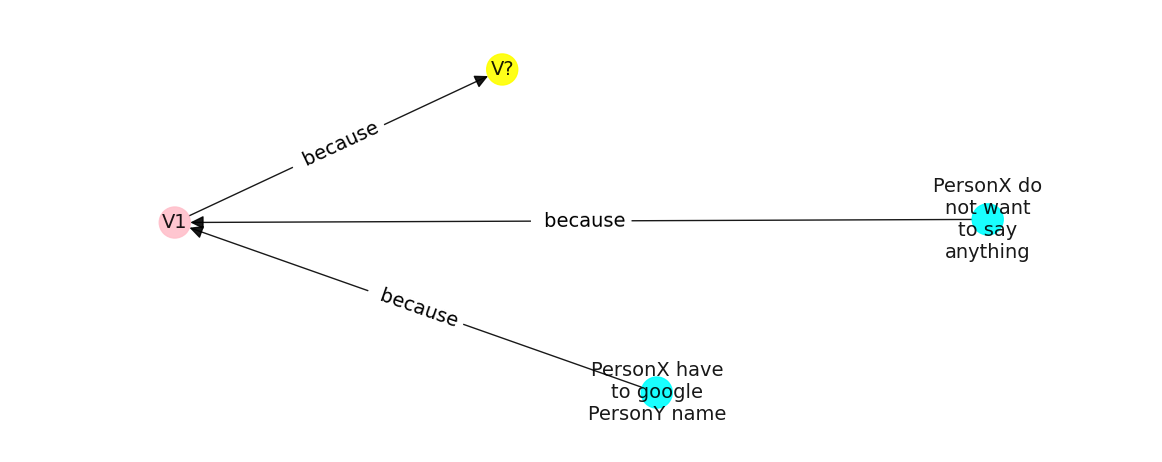 V?
because
PersonX do
not want
to say
anything
V1
because
because
PersonX have
to google
PersonY name